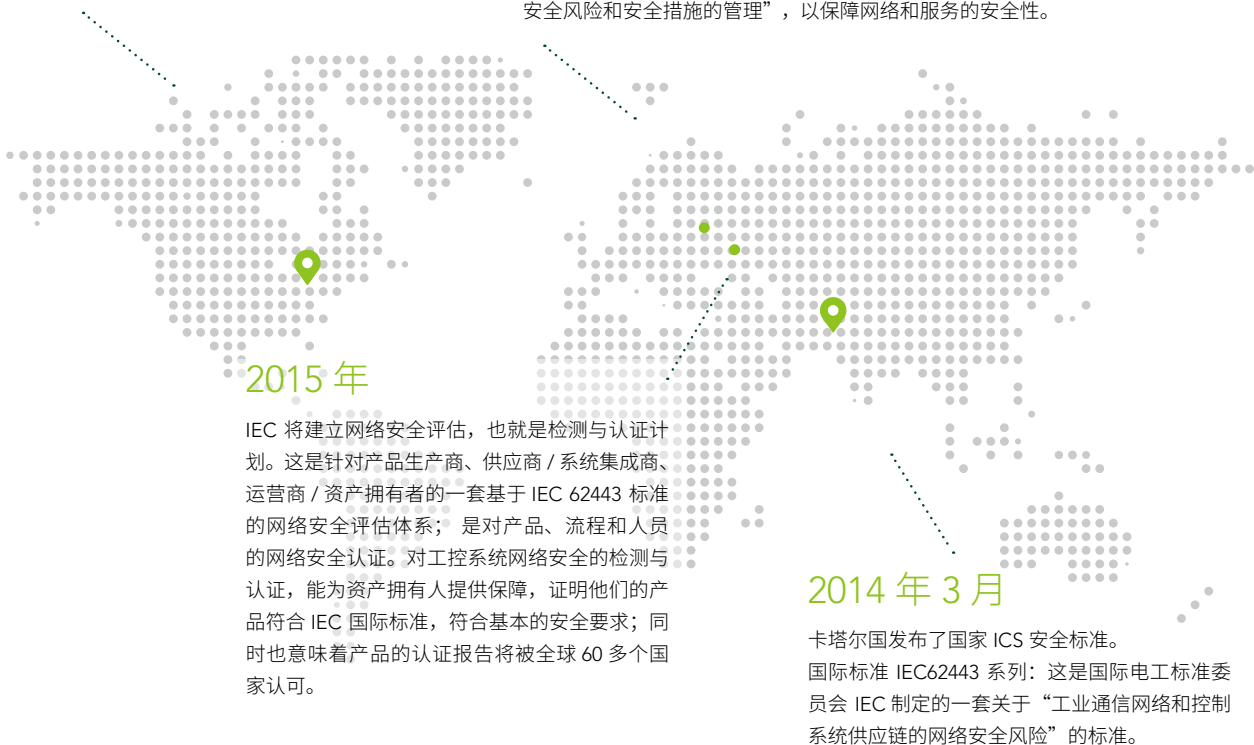 安全风险和安全措施的管理”，以保障网络和服务的安全性。
2015 年
IEC 将建立网络安全评估，也就是检测与认证计
划。这是针对产品生产商、供应商 / 系统集成商、
运营商 / 资产拥有者的一套基于 IEC 62443 标准
的网络安全评估体系； 是对产品、流程和人员
的网络安全认证。对工控系统网络安全的检测与
认证，能为资产拥有人提供保障，证明他们的产
品符合 IEC 国际标准，符合基本的安全要求；同
时也意味着产品的认证报告将被全球 60 多个国
家认可。
2014 年 3 月
卡塔尔国发布了国家 ICS 安全标准。
国际标准 IEC62443 系列：这是国际电工标准委
员会 IEC 制定的一套关于“工业通信网络和控制
系统供应链的网络安全风险”的标准。